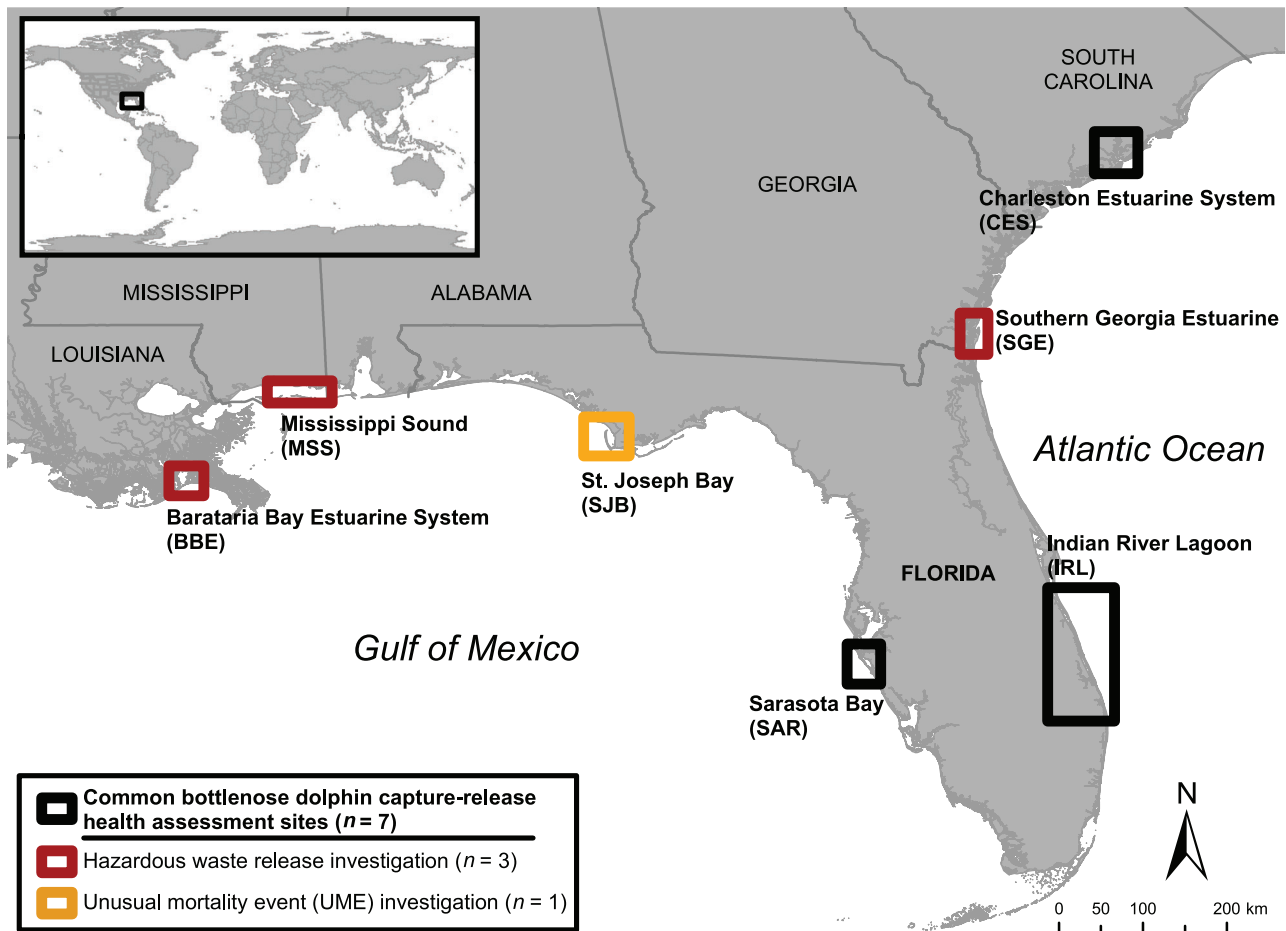 SOUTH
CAROLINA
GEORGIA
Charleston Estuarine System
(CES)
MISSISSIPPI
ALABAMA
Southern Georgia Estuarine
(SGE)
LOUISIANA
Mississippi Sound
(MSS)
Atlantic Ocean
St. Joseph Bay
(SJB)
Barataria Bay Estuarine System
(BBE)
Indian River Lagoon
(IRL)
FLORIDA
Gulf of Mexico
Sarasota Bay
(SAR)
Common bottlenose dolphin capture-release
health assessment sites (n = 7)
Hazardous waste release investigation (n = 3)
Unusual mortality event (UME) investigation (n = 1)
N
0 50 100 200 km